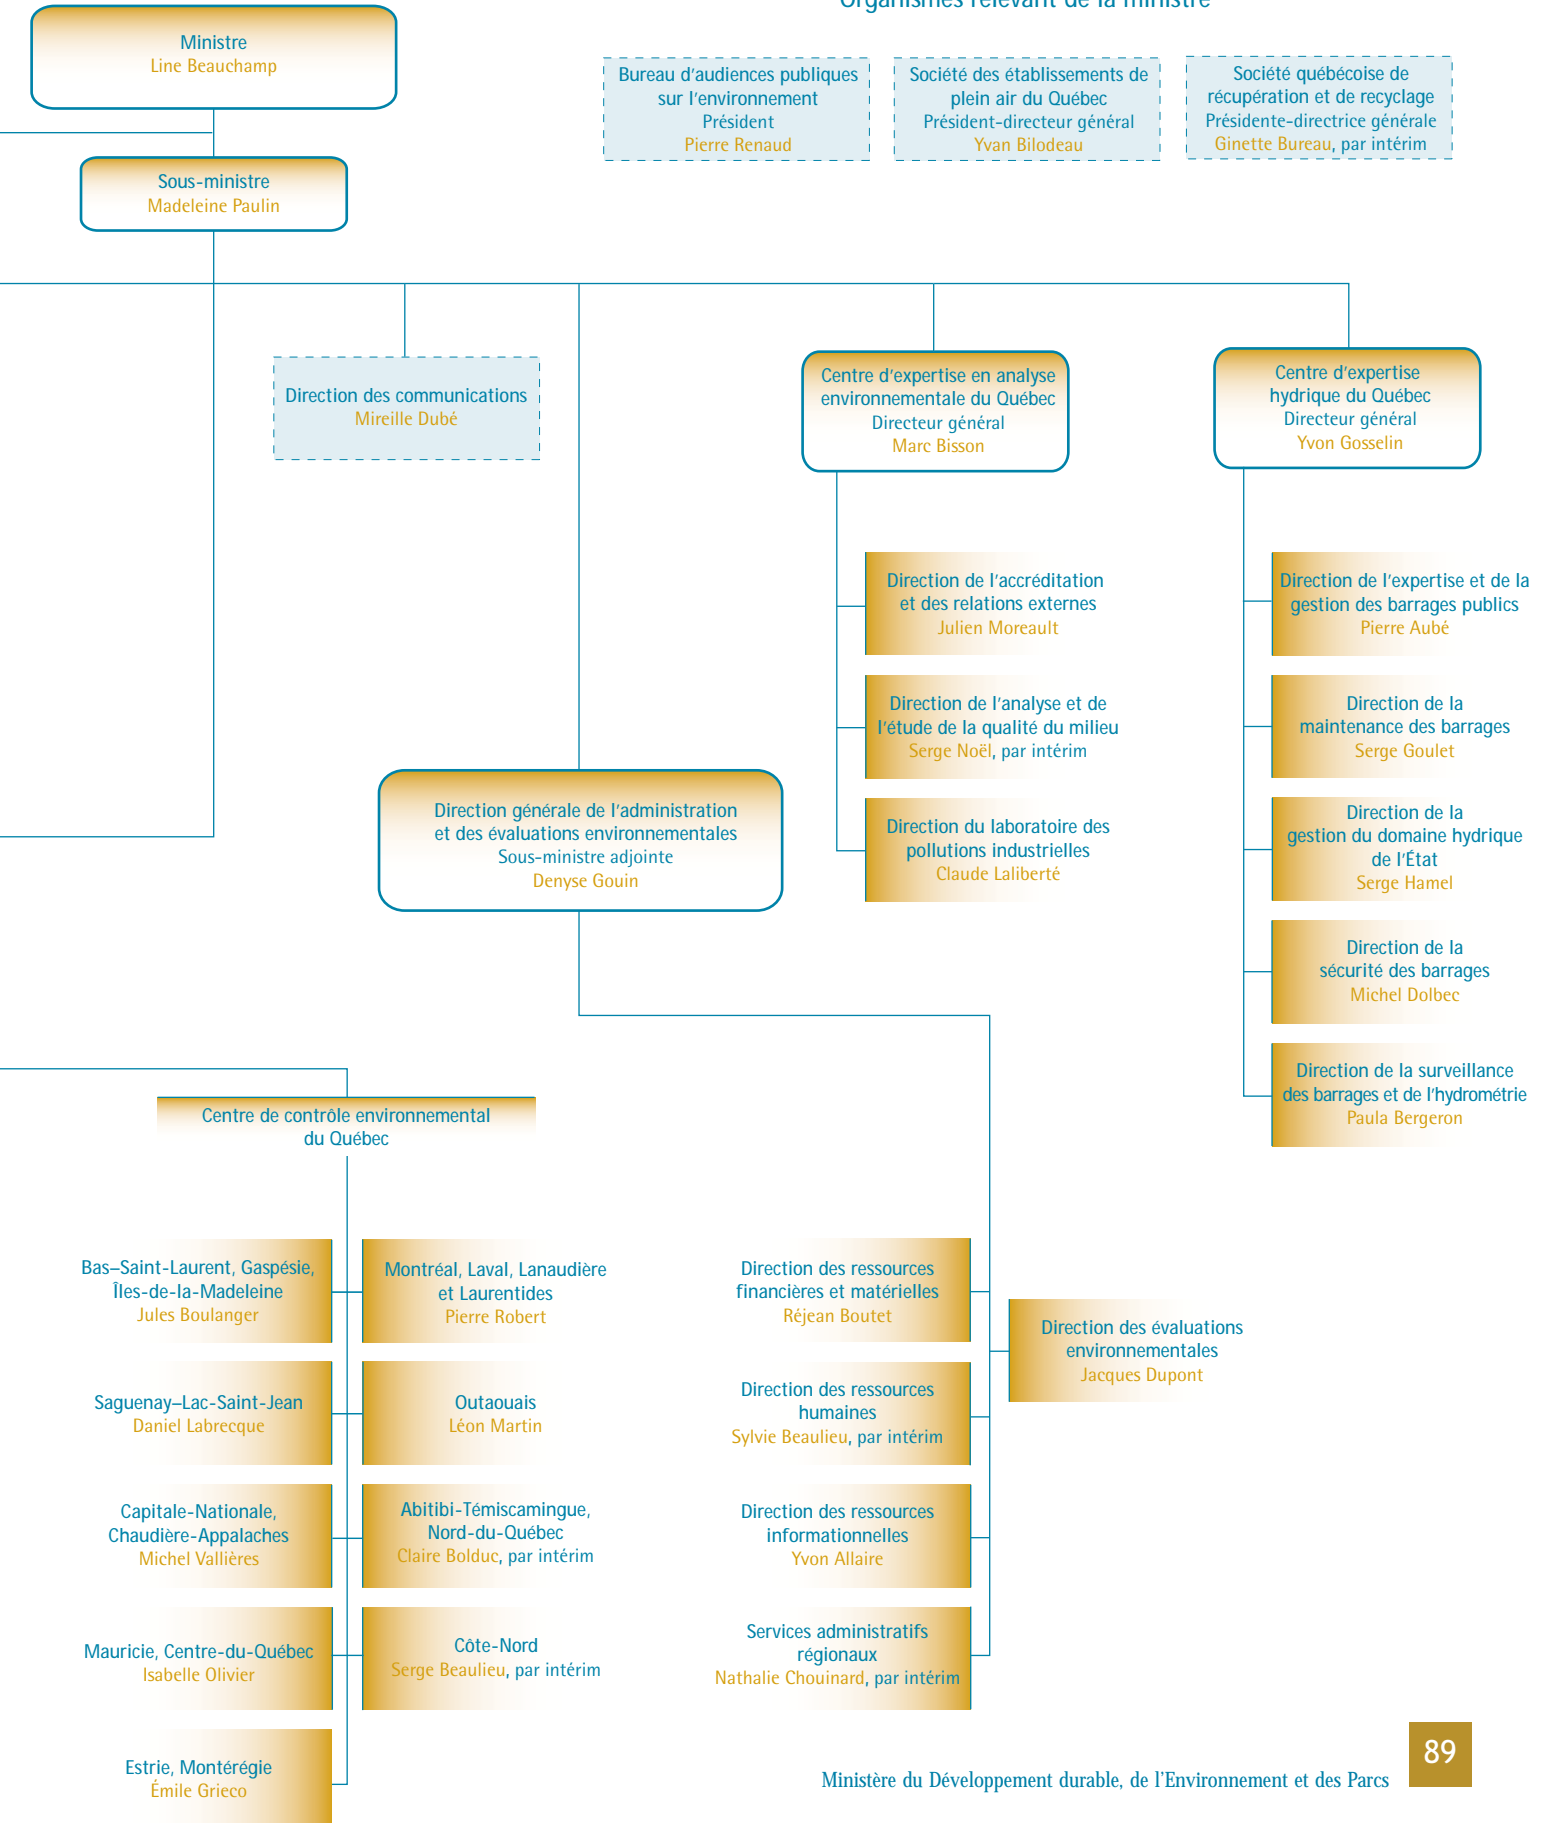 Organismes relevant de la ministre
Ministre
Line Beauchamp
Bureau d'audiences publiques
sur l'environnement
Président
Pierre Renaud
Société des établissements de
plein air du Québec
Président-directeur général
Yvan Bilodeau
Société québécoise de
récupération et de recyclage
Présidente-directrice générale
Ginette Bureau, par intérim
Sous-ministre
Madeleine Paulin
Direction des communications
Mireille Dubé
Centre d'expertise en analyse
environnementale du Québec
Directeur général
Marc Bisson
Centre d'expertise
hydrique du Québec
Directeur général
Yvon Gosselin
Direction de l'accréditation
et des relations externes
Julien Moreault
Direction de l'analyse et de
l'étude de la qualité du milieu
Serge Noël, par intérim
Direction du laboratoire des
pollutions industrielles
Claude Laliberté
Direction de l'expertise et de la
gestion des barrages publics
Pierre Aubé
Direction de la
maintenance des barrages
Serge Goulet
Direction de la
gestion du domaine hydrique
de l'État
Serge Hamel
Direction de la
sécurité des barrages
Michel Dolbec
Direction de la surveillance
des barrages et de l'hydrométrie
Paula Bergeron
Direction générale de l'administration
et des évaluations environnementales
Sous-ministre adjointe
Denyse Gouin
Centre de contrôle environnemental
du Québec
Bas–Saint-Laurent, Gaspésie,
Îles-de-la-Madeleine
Jules Boulanger
Montréal, Laval, Lanaudière
et Laurentides
Pierre Robert
Saguenay–Lac-Saint-Jean
Daniel Labrecque
Outaouais
Léon Martin
Capitale-Nationale,
Chaudière-Appalaches
Michel Vallières
Abitibi-Témiscamingue,
Nord-du-Québec
Claire Bolduc, par intérim
Mauricie, Centre-du-Québec
Isabelle Olivier
Côte-Nord
Serge Beaulieu, par intérim
Estrie, Montérégie
Émile Grieco
Direction des ressources
financières et matérielles
Réjean Boutet
Direction des évaluations
environnementales
Jacques Dupont
Direction des ressources
humaines
Sylvie Beaulieu, par intérim
Direction des ressources
informationnelles
Yvon Allaire
Services administratifs
régionaux
Nathalie Chouinard, par intérim
Ministère du Développement durable, de l'Environnement et des Parcs
89